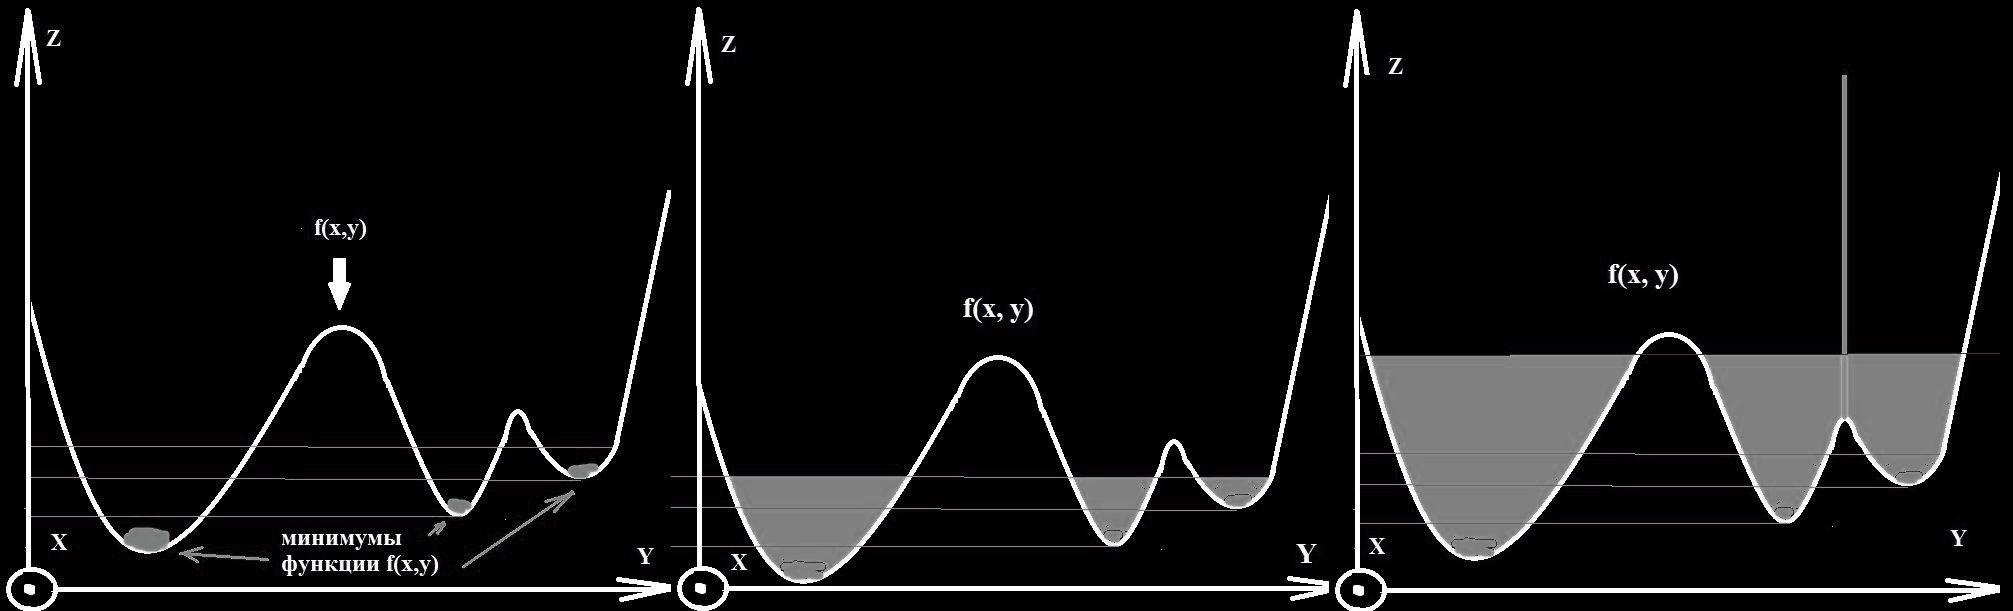 Z
f(x,y)
минимумы
функции f(x,y)
X
Y
Z
f(x, y)
X
Y
Z
f(x, y)
X
Y